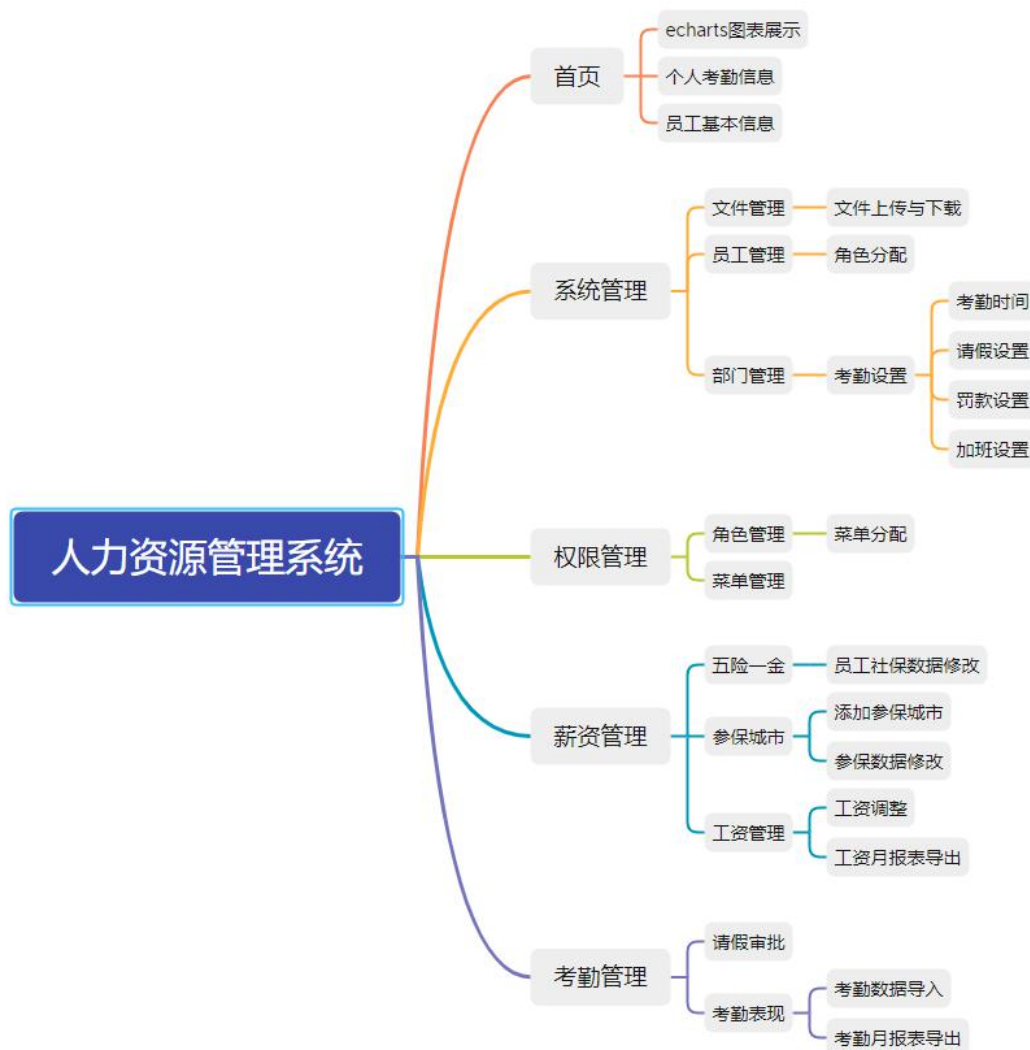 echarts图表展示
首页
个人考勤信息
员工基本信息
文件管理
文件上传与下载
员工管理
角色分配
系统管理
考勤时间
请假设置
部门管理
考勤设置
罚款设置
加班设置
人力资源管理系统
权限管理
角色管理
菜单分配
菜单管理
五险一金
员工社保数据修改
薪资管理
参保城市
添加参保城市
参保数据修改
工资管理
工资调整
工资月报表导出
请假审批
考勤管理
考勤表现
考勤数据导入
考勤月报表导出